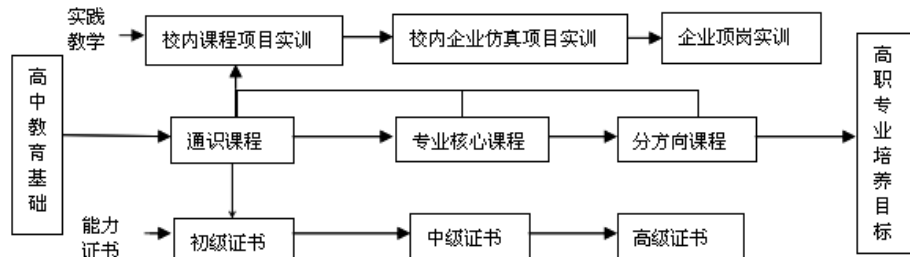 实践
教学
校内课程项目实训
校内企业仿真项目实训
企业顶岗实训
高中教育基础
通识课程
专业核心课程
分方向课程
高职专业培养目标
能力
证书
初级证书
中级证书
高级证书